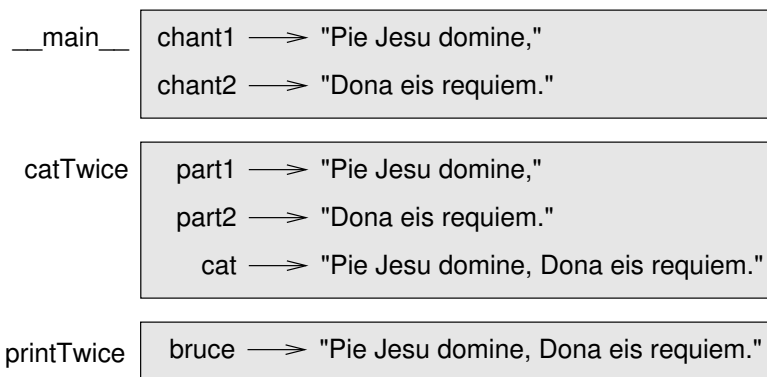 __main__ chant1 "Pie Jesu domine,"
chant2 "Dona eis requiem."
catTwice part1 "Pie Jesu domine,"
part2 "Dona eis requiem."
cat "Pie Jesu domine, Dona eis requiem."
printTwice bruce "Pie Jesu domine, Dona eis requiem."